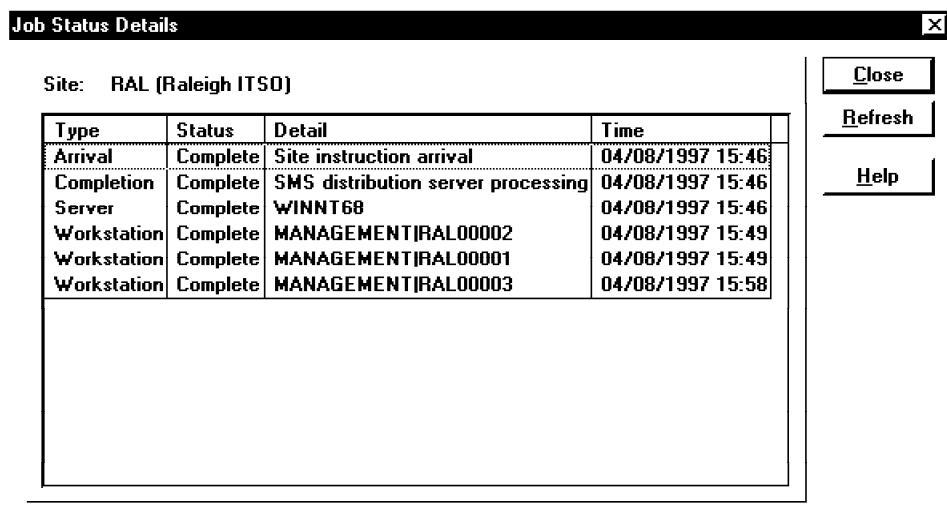 Job Status Details
Site: RAL (Raleigh ITSO)
Close
Refresh
Help
Type Status Detail Time
Arrival Complete Site instruction arrival 04/08/1997 15:46
Completion Complete SMS distribution server processing 04/08/1997 15:46
Server Complete WINNT68 04/08/1997 15:46
Workstation Complete MANAGEMENT|RAL00002 04/08/1997 15:49
Workstation Complete MANAGEMENT|RAL00001 04/08/1997 15:49
Workstation Complete MANAGEMENT|RAL00003 04/08/1997 15:58